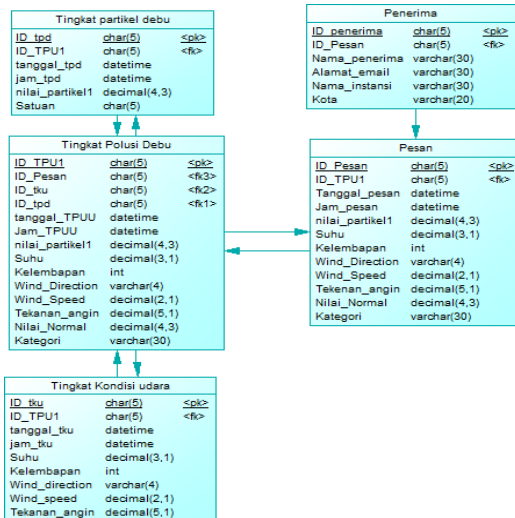 Tingkat partikel debu
ID_tpd char(5) <pk>
ID_TPU1 char(5) <fk>
tanggal_tpd datetime
jam_tpd datetime
nilai_partikel1 decimal(4,3)
Satuan char(5)
Penerima
ID_penerima char(5) <pk>
ID_Pesan char(5) <fk>
Nama_penerima varchar(30)
Alamat_email varchar(30)
Nama_instansi varchar(30)
Kota varchar(20)
Tingkat Polusi Debu
ID_TPU1 char(5) <pk>
ID_Pesan char(5) <fk3>
ID_tku char(5) <fk2>
ID_tpd char(5) <fk1>
tanggal_TPUU datetime
Jam_TPUU datetime
nilai_partikel1 decimal(4,3)
Suhu decimal(3,1)
Kelembapan int
Wind_Direction varchar(4)
Wind_Speed decimal(2,1)
Tekanan_angin decimal(5,1)
Nilai_Normal decimal(4,3)
Kategori varchar(30)
Pesan
ID_Pesan char(5) <pk>
ID_TPU1 char(5) <fk>
Tanggal_pesan datetime
Jam_pesan datetime
nilai_partikel1 decimal(4,3)
Suhu decimal(3,1)
Kelembapan int
Wind_Direction varchar(4)
Wind_Speed decimal(2,1)
Tekenan_angin decimal(5,1)
Nilai_Normal decimal(4,3)
Kategori varchar(30)
Tingkat Kondisi udara
ID_tku char(5) <pk>
ID_TPU1 char(5) <fk>
tanggal_tku datetime
jam_tku datetime
Suhu decimal(3,1)
Kelembapan int
Wind_direction varchar(4)
Wind_speed decimal(2,1)
Tekanan_angin decimal(5,1)